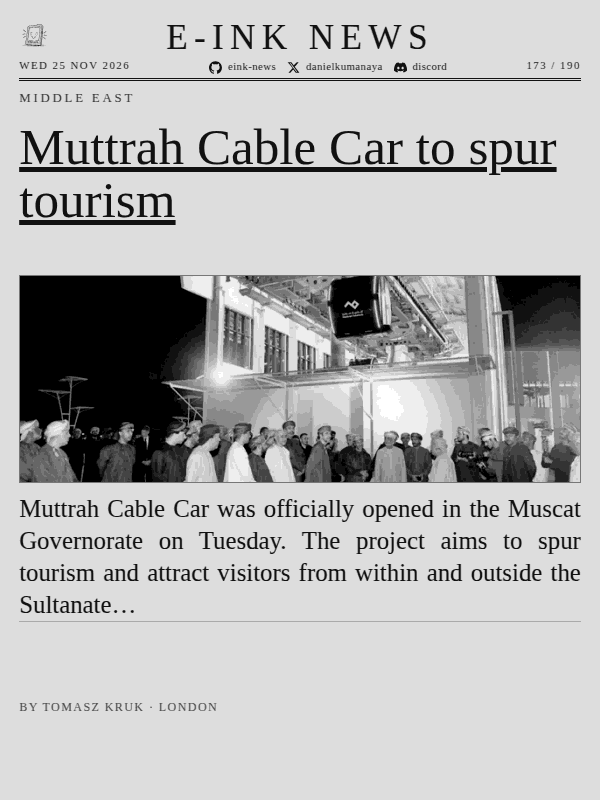 E-INK NEWS
WED 25 NOV 2026
eink-news danielkumanaya discord
173 / 190
MIDDLE EAST
Muttrah Cable Car to spur
tourism
Muttrah Cable Car was officially opened in the Muscat
Governorate on Tuesday. The project aims to spur
tourism and attract visitors from within and outside the
Sultanate…
BY TOMASZ KRUK · LONDON